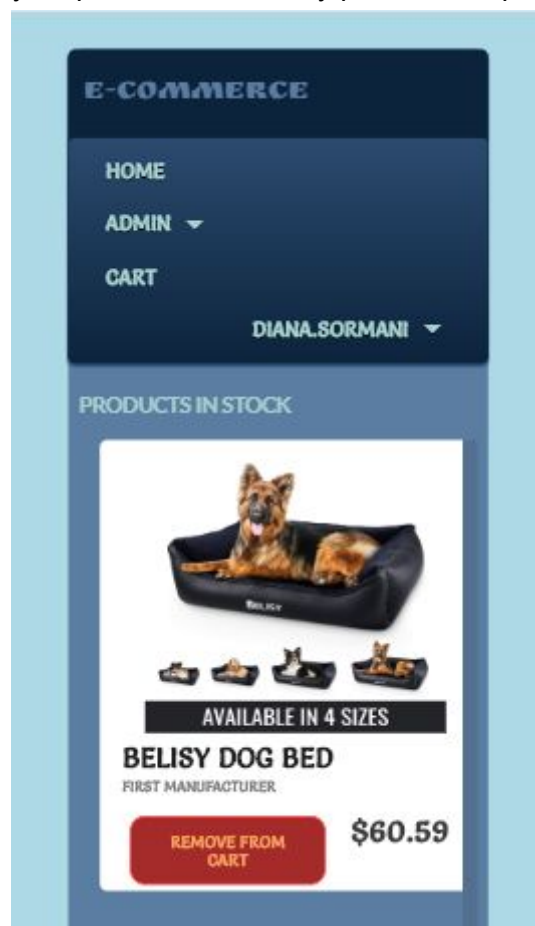 E-COMMERCE
HOME
ADMIN
CART
DIANA.SORMANI
PRODUCTS IN STOCK
BELISY
AVAILABLE IN 4 SIZES
BELISY DOG BED
FIRST MANUFACTURER
REMOVE FROM
CART
$60.59